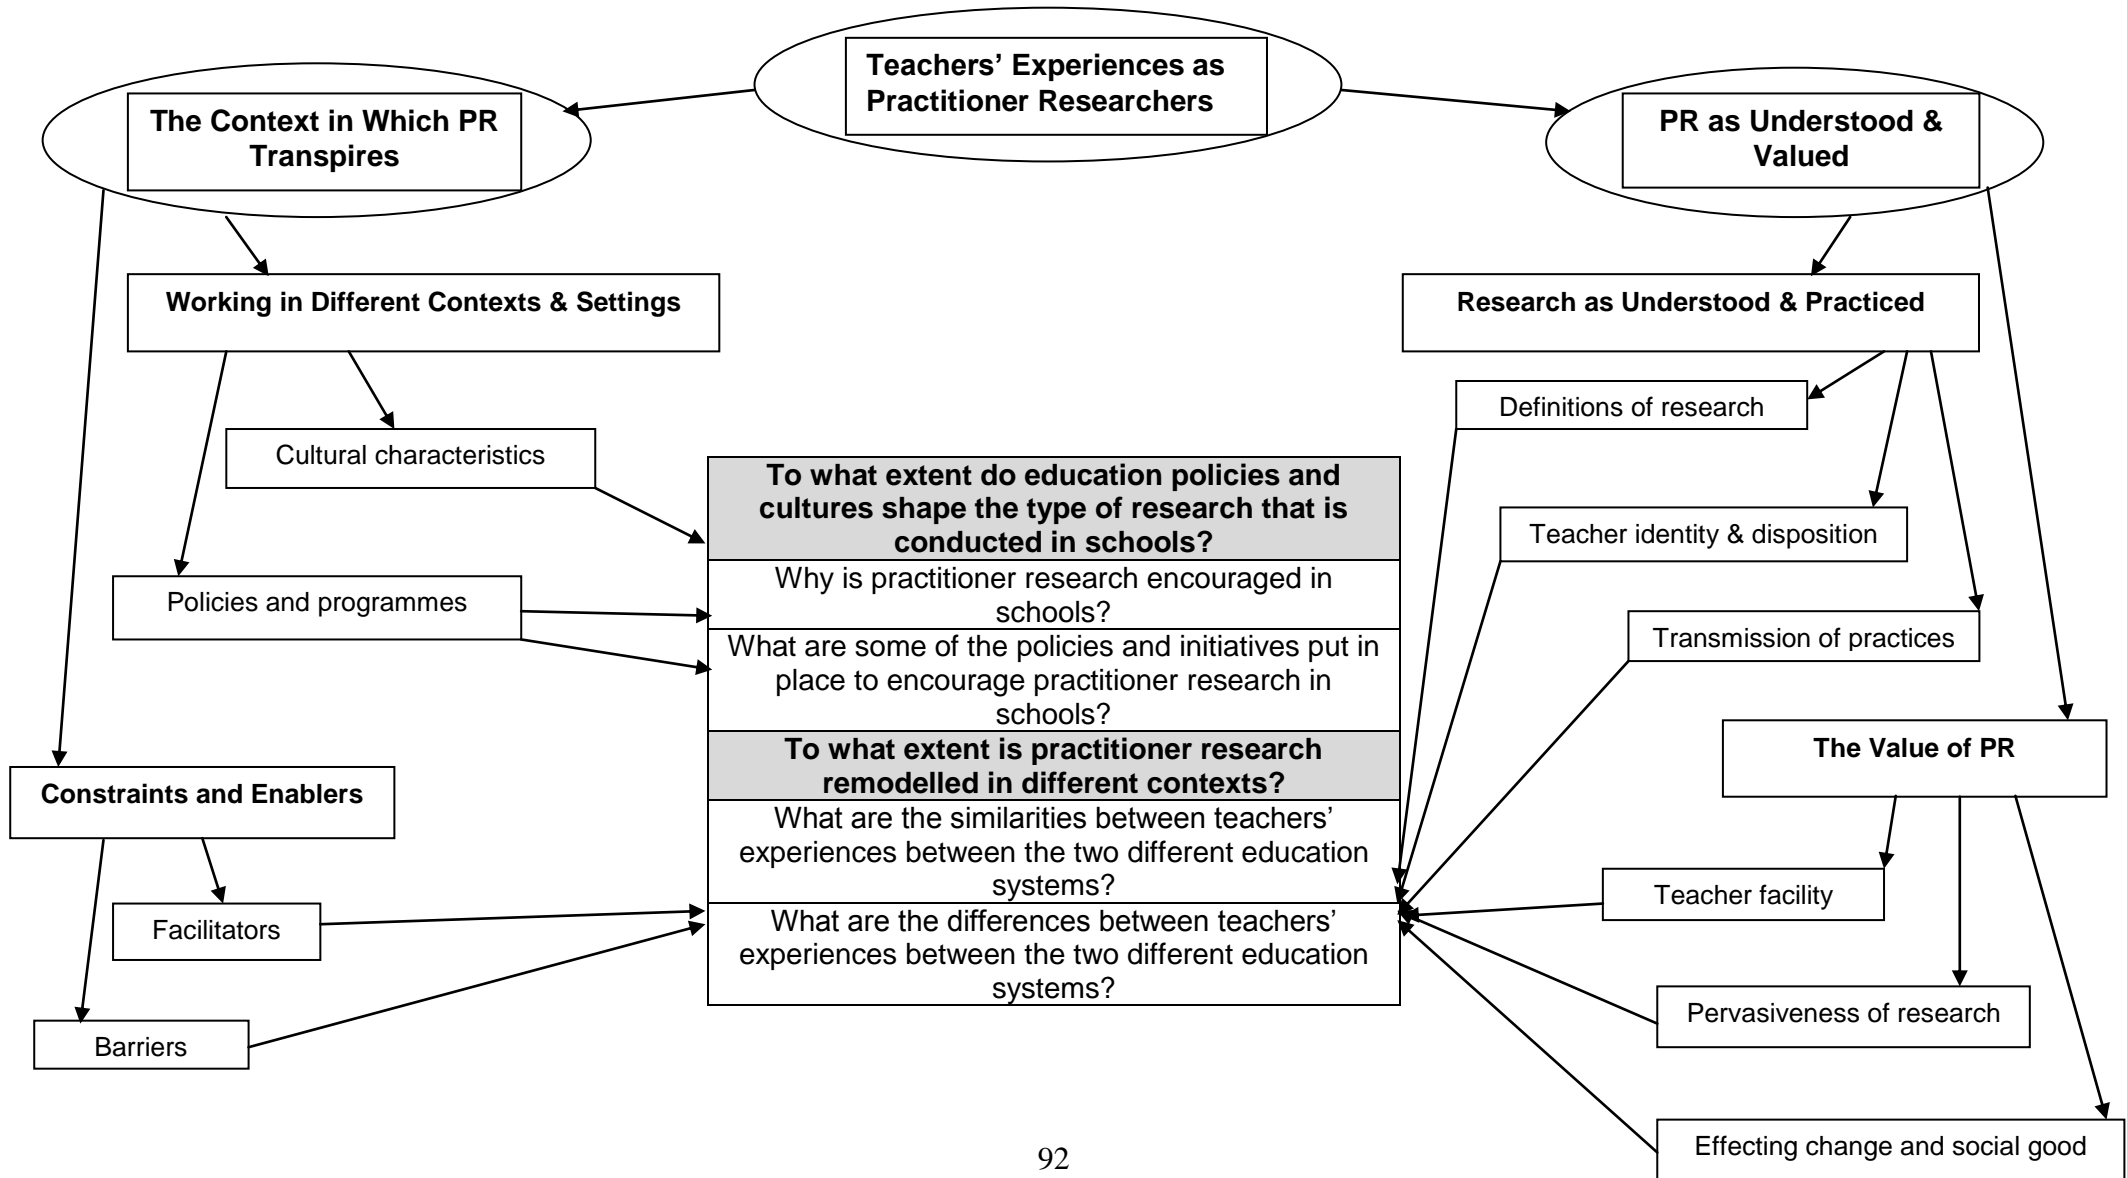 Teachers’ Experiences as
Practitioner Researchers
The Context in Which PR
Transpires
PR as Understood &
Valued
Working in Different Contexts & Settings
Research as Understood & Practiced
Definitions of research
Cultural characteristics
To what extent do education policies and
cultures shape the type of research that is
conducted in schools?
Teacher identity & disposition
Why is practitioner research encouraged in
schools?
Policies and programmes
What are some of the policies and initiatives put in
place to encourage practitioner research in
schools?
Transmission of practices
To what extent is practitioner research
remodelled in different contexts?
The Value of PR
Constraints and Enablers
What are the similarities between teachers’
experiences between the two different education
systems?
Teacher facility
Facilitators
What are the differences between teachers’
experiences between the two different education
systems?
Pervasiveness of research
Barriers
Effecting change and social good
92